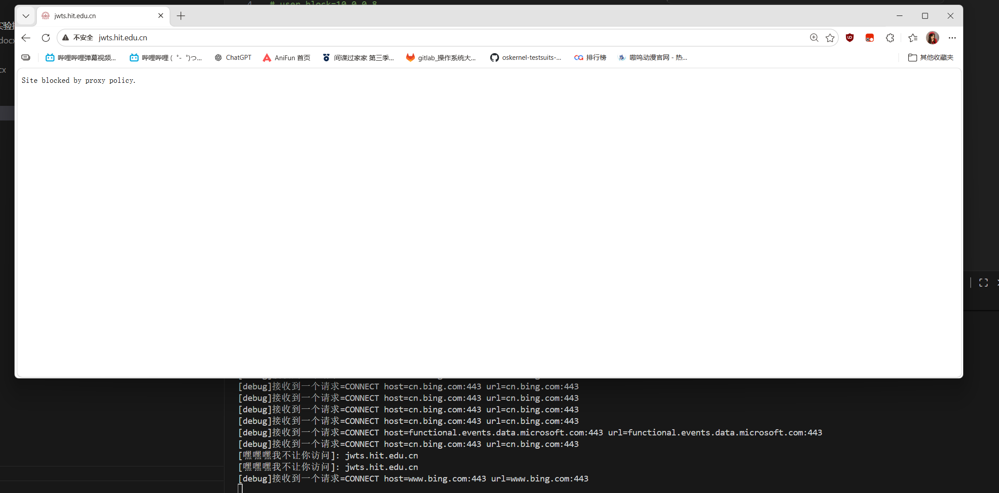 4 # user_block=10.0.0.8
jwts.hit.edu.cn
不安全 jwts.hit.edu.cn
哔哩哔哩弹幕视频... 哔哩哔哩 ( ゜- ゜)つ... ChatGPT AniFun 首页 间谍过家家 第三季... gitlab_操作系统大... oskernel-testsuits-... 排行榜 嗷呜动漫官网 - 热... 其他收藏夹
实验
docx
cx
Site blocked by proxy policy.
[debug]接收到一个请求=CONNECT host=cn.bing.com:443 url=cn.bing.com:443
[debug]接收到一个请求=CONNECT host=cn.bing.com:443 url=cn.bing.com:443
[debug]接收到一个请求=CONNECT host=cn.bing.com:443 url=cn.bing.com:443
[debug]接收到一个请求=CONNECT host=cn.bing.com:443 url=cn.bing.com:443
[debug]接收到一个请求=CONNECT host=functional.events.data.microsoft.com:443 url=functional.events.data.microsoft.com:443
[debug]接收到一个请求=CONNECT host=cn.bing.com:443 url=cn.bing.com:443
[嘿嘿嘿我不让你访问]: jwts.hit.edu.cn
[嘿嘿嘿我不让你访问]: jwts.hit.edu.cn
[debug]接收到一个请求=CONNECT host=www.bing.com:443 url=www.bing.com:443